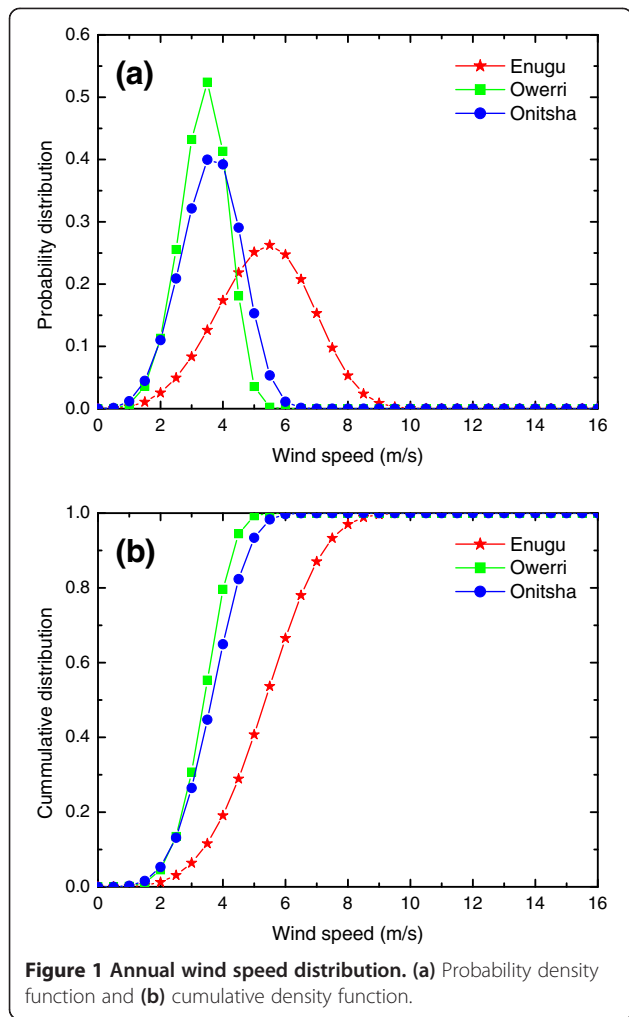 (a)
Enugu
Owerri
Onitsha
0.6
0.5
0.4
0.3
0.2
0.1
0.0
Probability distribution
0 2 4 6 8 10 12 14 16
Wind speed (m/s)
(b)
Enugu
Owerri
Onitsha
1.0
0.8
0.6
0.4
0.2
0.0
Cummulative distribution
0 2 4 6 8 10 12 14 16
Wind speed (m/s)
Figure 1 Annual wind speed distribution. (a) Probability density
function and (b) cumulative density function.